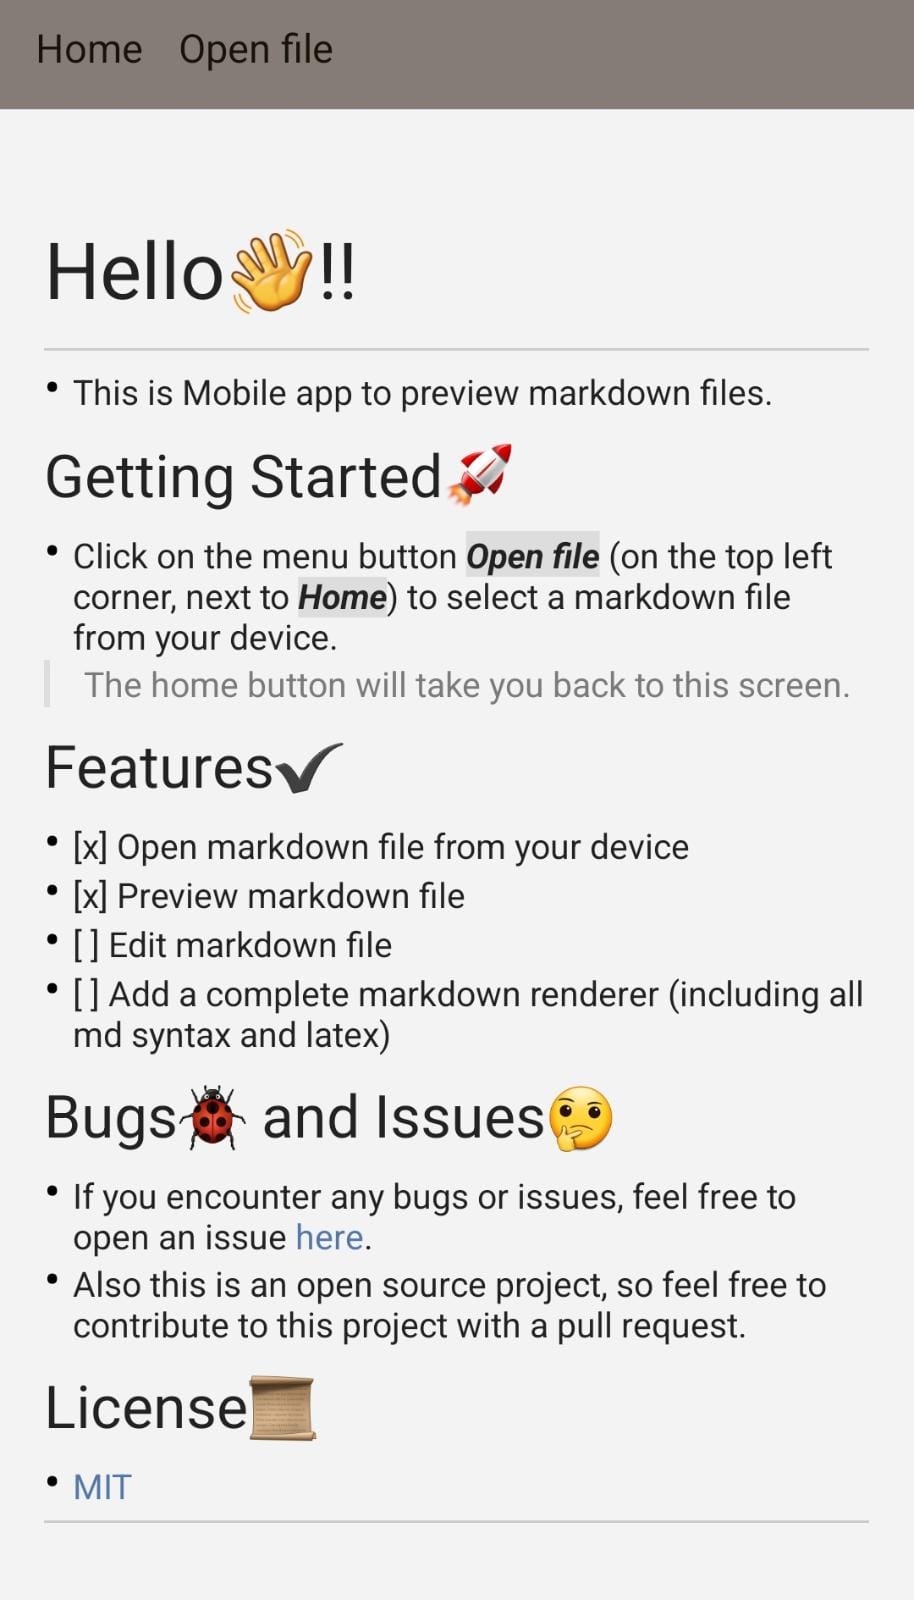 Home Open file
Hello👋!!
• This is Mobile app to preview markdown files.
Getting Started🚀
• Click on the menu button Open file (on the top left
corner, next to Home) to select a markdown file
from your device.
The home button will take you back to this screen.
Features✔
• [x] Open markdown file from your device
• [x] Preview markdown file
• [ ] Edit markdown file
• [ ] Add a complete markdown renderer (including all
md syntax and latex)
Bugs🐞 and Issues🤔
• If you encounter any bugs or issues, feel free to
open an issue here.
• Also this is an open source project, so feel free to
contribute to this project with a pull request.
License📜
• MIT